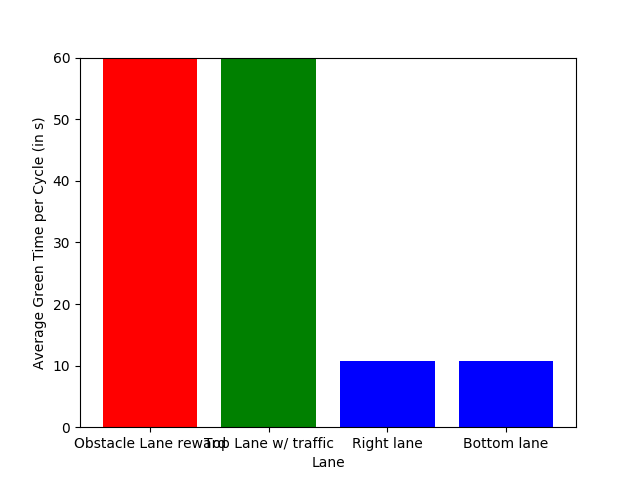 60
50
40
30
20
10
0
Average Green Time per Cycle (in s)
Obstacle Lane reward Top Lane w/ traffic Right lane Bottom lane
Lane